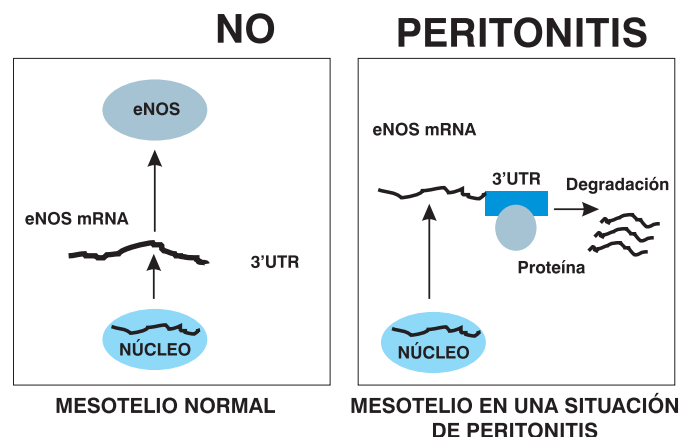 NO
eNOS
eNOS mRNA
3'UTR
NÚCLEO
MESOTELIO NORMAL
PERITONITIS
eNOS mRNA
3'UTR
Degradación
Proteína
NÚCLEO
MESOTELIO EN UNA SITUACIÓN
DE PERITONITIS